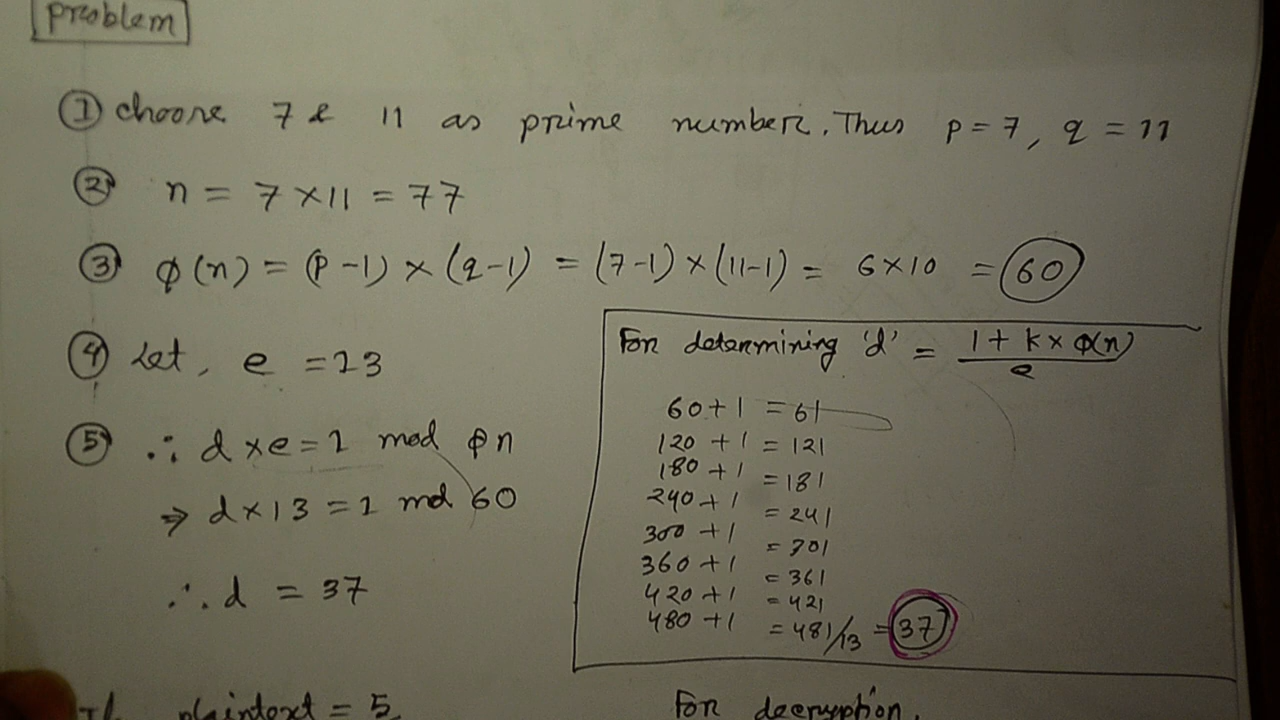 Problem
① choose 7 & 11 as prime number. Thus p = 7, q = 11
② n = 7 × 11 = 77
③ φ(n) = (p-1) × (q-1) = (7-1) × (11-1) = 6×10 = 60
④ Let, e = 13
⑤ ∴ d × e = 1 mod φn
⇒ d × 13 = 1 md 60
∴ d = 37
For determining 'd' = 1 + k × φ(n) / e
60 + 1 = 61
120 + 1 = 121
180 + 1 = 181
240 + 1 = 241
300 + 1 = 301
360 + 1 = 361
420 + 1 = 421
480 + 1 = 481/13 = 37
plaintext = 5
For decryption,